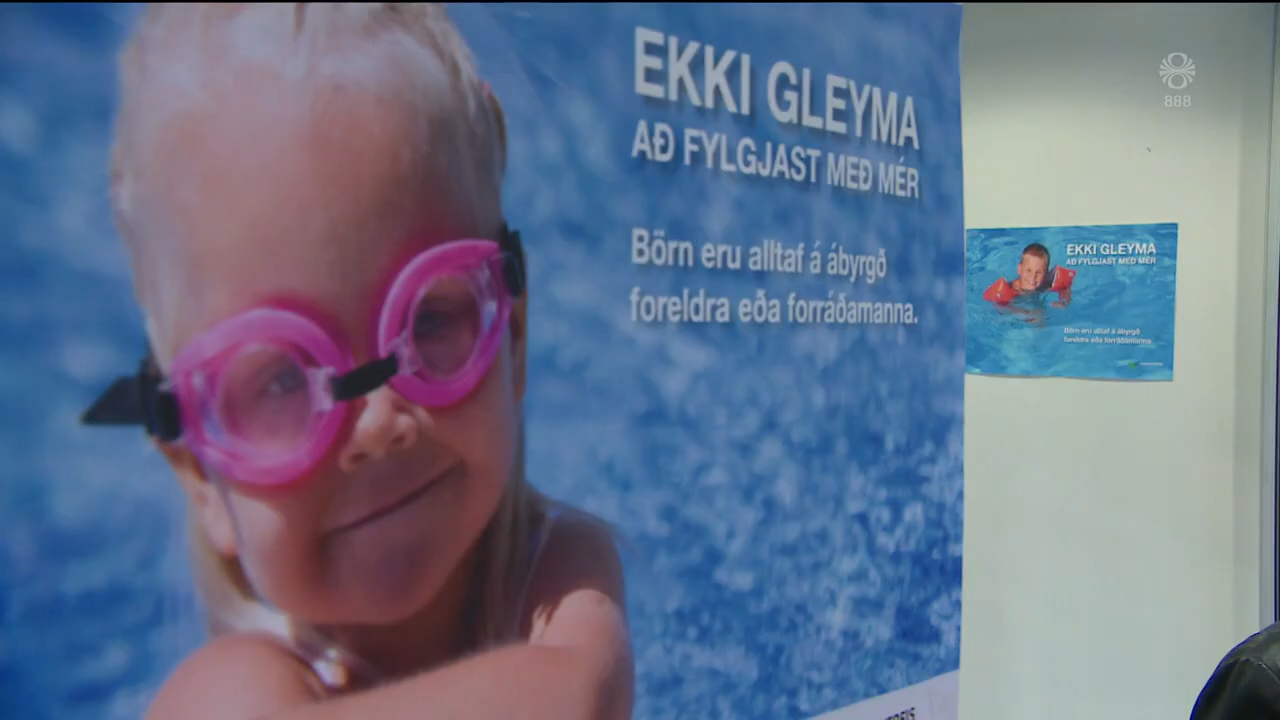 EKKI GLEYMA
AÐ FYLGJAST MEÐ MÉR
Börn eru alltaf á ábyrgð
foreldra eða forráðamanna.
888
EKKI GLEYMA
AÐ FYLGJAST MEÐ MÉR
Börn eru alltaf á ábyrgð
foreldra eða forráðamanna.